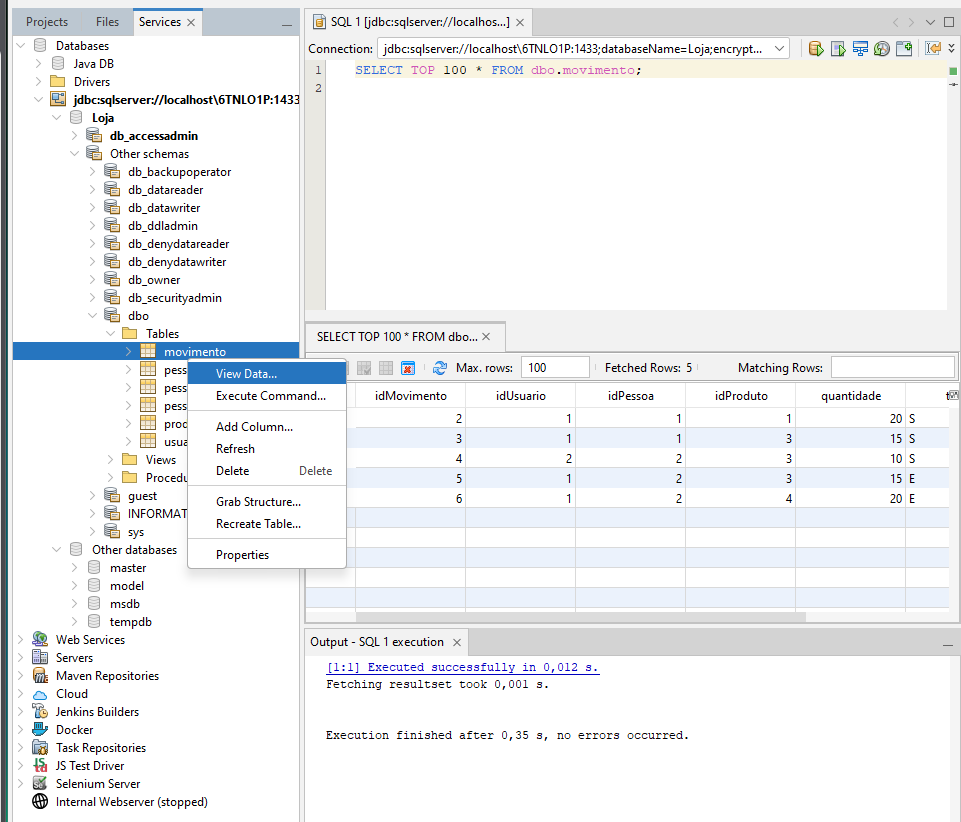 Projects Files Services
Databases
Java DB
Drivers
jdbc:sqlserver://localhost\6TNLO1P:1433
Loja
db_accessadmin
Other schemas
db_backupoperator
db_datareader
db_datawriter
db_ddladmin
db_denydatareader
db_denydatawriter
db_owner
db_securityadmin
dbo
Tables
movimento
pess
pess
pess
proc
usua
Views
Procedu
guest
INFORMAT
sys
Other databases
master
model
msdb
tempdb
Web Services
Servers
Maven Repositories
Cloud
Jenkins Builders
Docker
Task Repositories
JS Test Driver
Selenium Server
Internal Webserver (stopped)
View Data...
Execute Command...
Add Column...
Refresh
Delete Delete
Grab Structure...
Recreate Table...
Properties
SQL 1 [jdbc:sqlserver://localhos...]
Connection: jdbc:sqlserver://localhost\6TNLO1P:1433;databaseName=Loja;encrypt...
1 SELECT TOP 100 * FROM dbo.movimento;
2
SELECT TOP 100 * FROM dbo...
Max. rows: 100 Fetched Rows: 5 Matching Rows:
idMovimento idUsuario idPessoa idProduto quantidade
2 1 1 1 20 S
3 1 1 3 15 S
4 2 2 3 10 S
5 1 2 3 15 E
6 1 2 4 20 E
Output - SQL 1 execution
[1:1] Executed successfully in 0,012 s.
Fetching resultset took 0,001 s.
Execution finished after 0,35 s, no errors occurred.